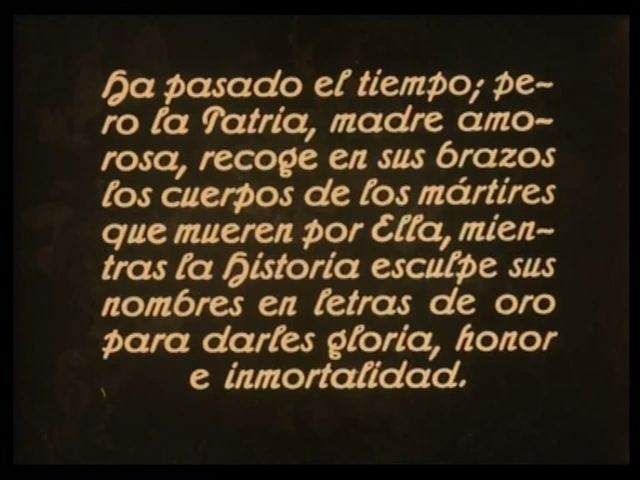 Ha pasado el tiempo; pe-
ro la Patria, madre amo-
rosa, recoge en sus brazos
los cuerpos de los mártires
que mueren por Ella, mien-
tras la Historia esculpe sus
nombres en letras de oro
para darles gloria, honor
e inmortalidad.